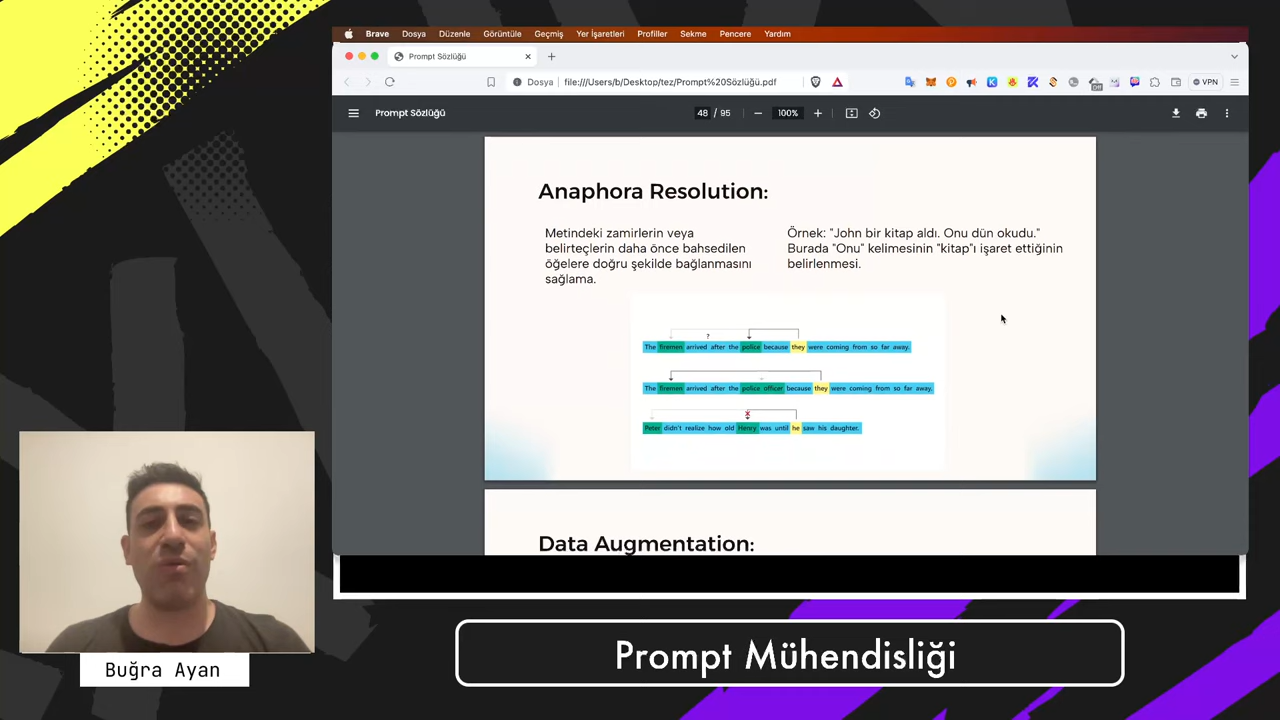 Brave Dosya Düzenle Görüntüle Geçmiş Yer İşaretleri Profiller Sekme Pencere Yardım
Prompt Sözlüğü
Dosya file:///Users/b/Desktop/tez/Prompt%20Sözlüğü.pdf
VPN
Prompt Sözlüğü
48 / 95
100%
Anaphora Resolution:
Metindeki zamirlerin veya
belirteçlerin daha önce bahsedilen
öğelere doğru şekilde bağlanmasını
sağlama.
Örnek: "John bir kitap aldı. Onu dün okudu."
Burada "Onu" kelimesinin "kitap"ı işaret ettiğinin
belirlenmesi.
?
The firemen arrived after the police because they were coming from so far away.
The firemen arrived after the police officer because they were coming from so far away.
Peter didn't realize how old Henry was until he saw his daughter.
Data Augmentation:
Buğra Ayan
Prompt Mühendisliği